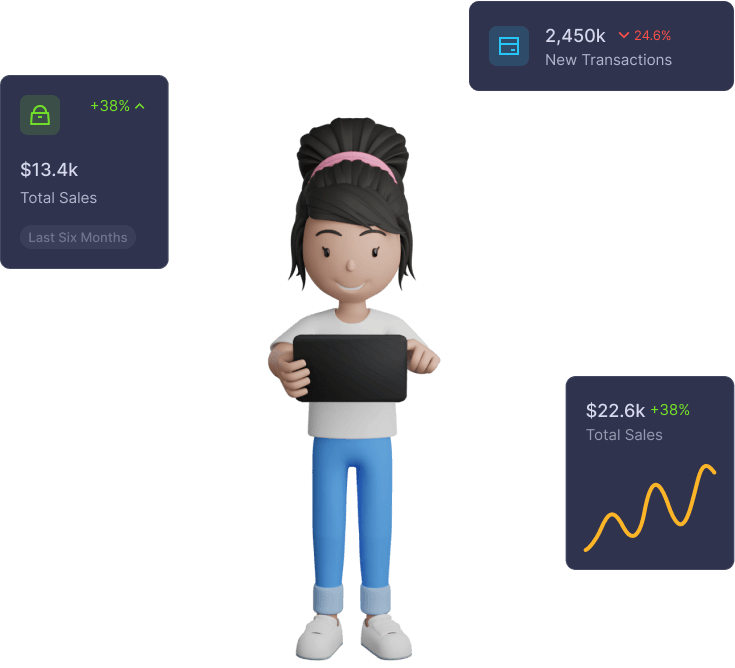 2,450k 24.6%
New Transactions
+38%
$13.4k
Total Sales
Last Six Months
$22.6k +38%
Total Sales